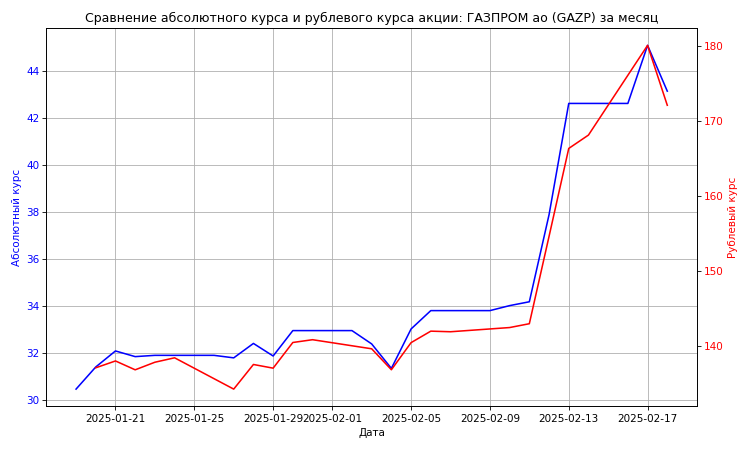 Сравнение абсолютного курса и рублевого курса акции: ГАЗПРОМ ао (GAZP) за месяц
Абсолютный курс
44
42
40
38
36
34
32
30
180
170
160
150
140
Рублевый курс
2025-01-21 2025-01-25 2025-01-29 2025-02-01 2025-02-05 2025-02-09 2025-02-13 2025-02-17
Дата